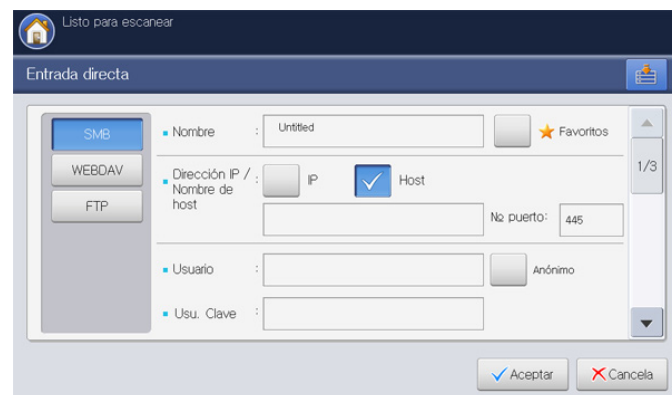 Listo para escanear
Entrada directa
SMB
WEBDAV
FTP
Nombre :
Untitled
Favoritos
1/3
Dirección IP / :
Nombre de
host
IP
Host
Nº puerto: 445
Usuario :
Anónimo
Usu. Clave :
Aceptar
Cancela